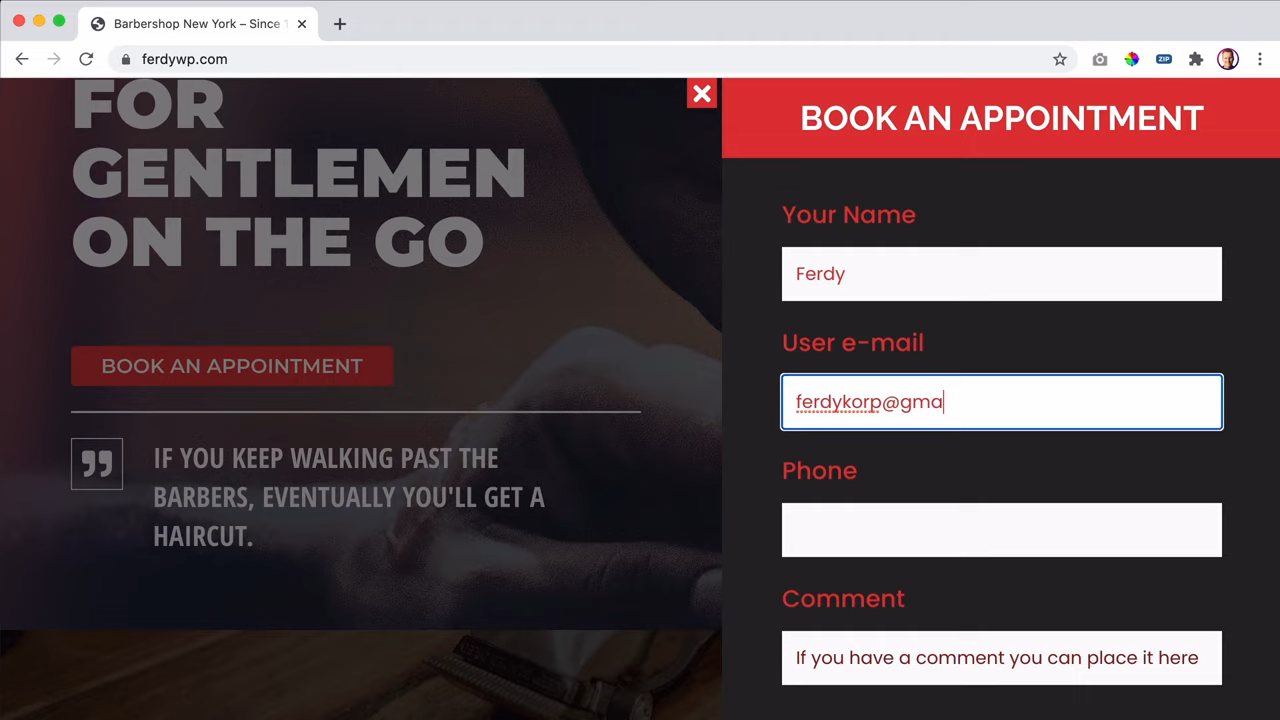 Barbershop New York – Since 1
ferdywp.com
ZIP
FOR
GENTLEMEN
ON THE GO
BOOK AN APPOINTMENT
IF YOU KEEP WALKING PAST THE
BARBERS, EVENTUALLY YOU'LL GET A
HAIRCUT.
BOOK AN APPOINTMENT
Your Name
Ferdy
User e-mail
ferdykorp@gma
Phone
Comment
If you have a comment you can place it here